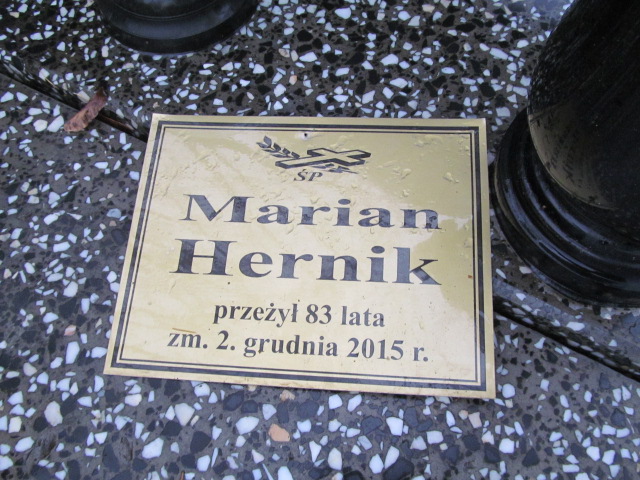 ŚP
Marian
Hernik
przeżył 83 lata
zm. 2. grudnia 2015 r.